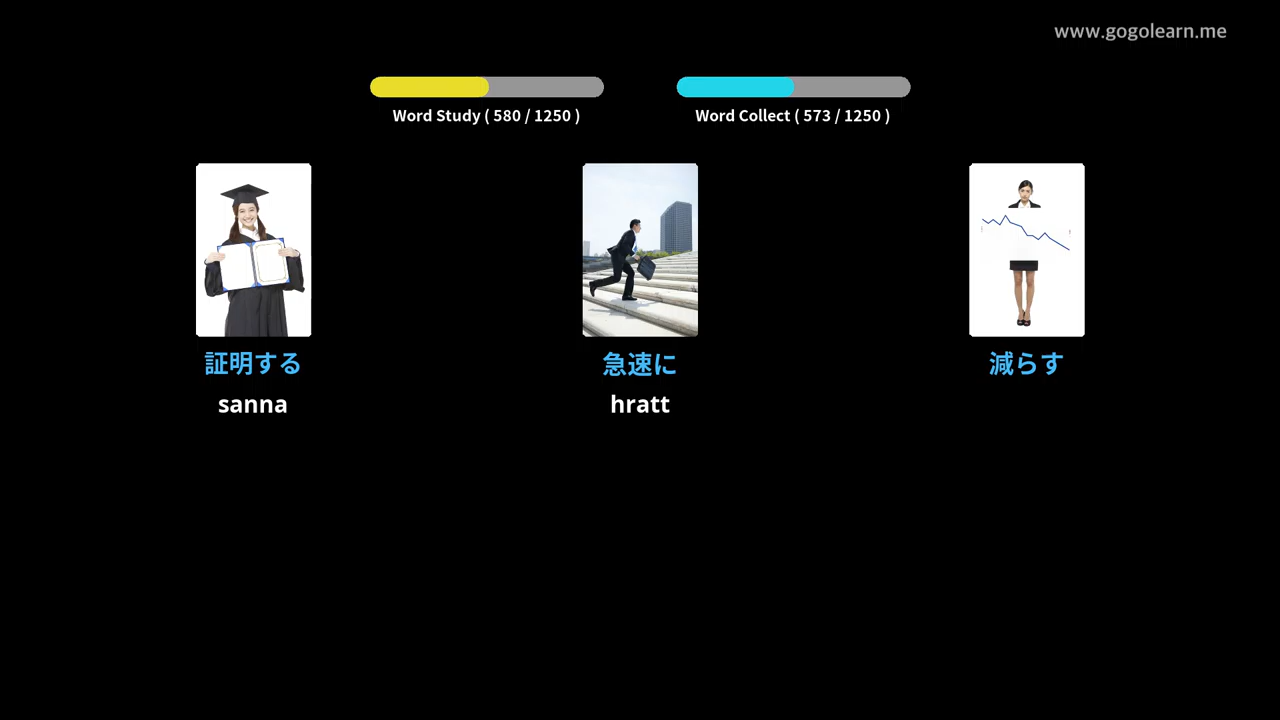 www.gogolearn.me
Word Study ( 580 / 1250 )
Word Collect ( 573 / 1250 )
証明する
急速に
減らす
sanna
hratt